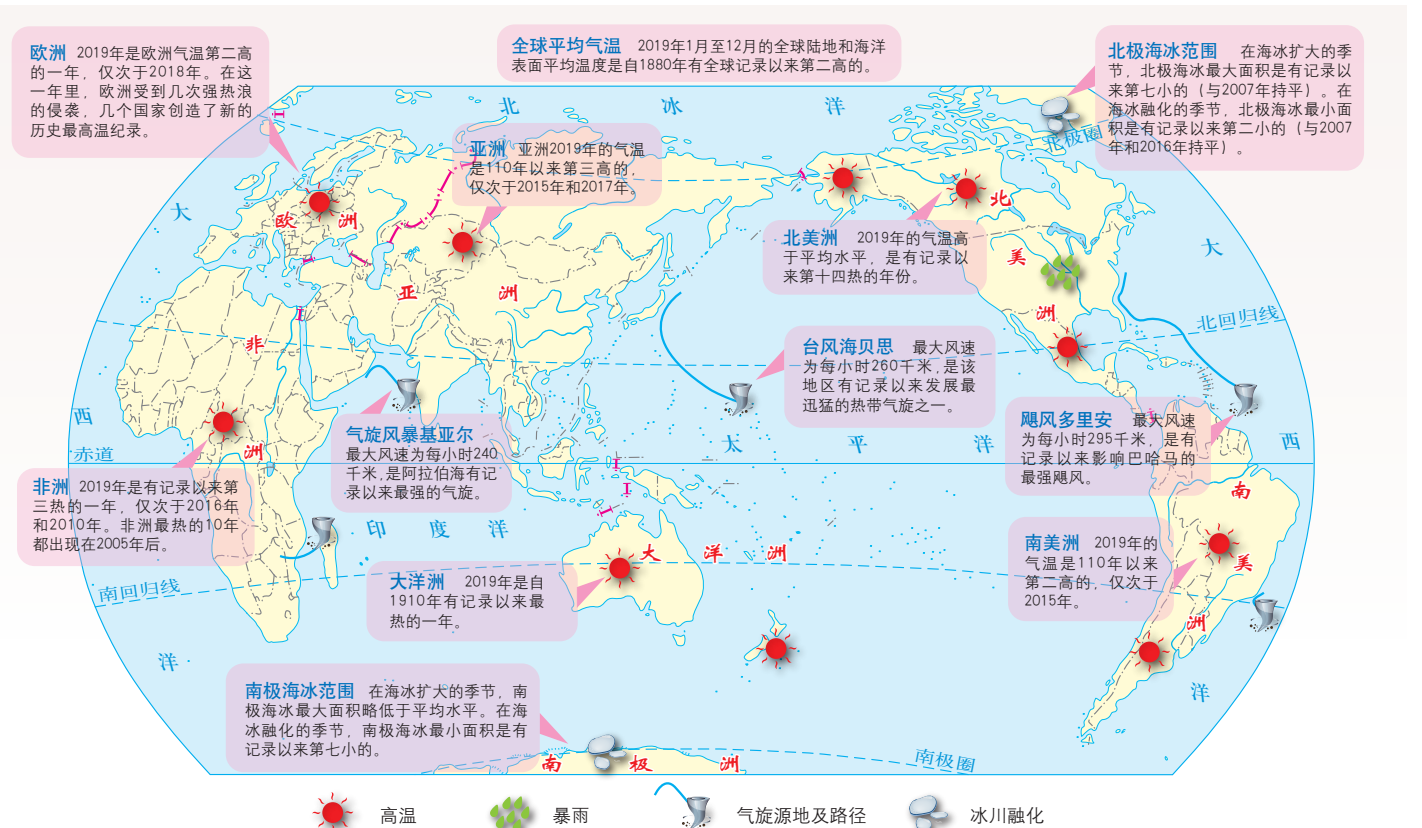 欧洲 2019年是欧洲气温第二高
的一年，仅次于2018年。在这
一年里，欧洲受到几次强热浪
的侵袭，几个国家创造了新的
历史最高温纪录。
全球平均气温 2019年1月至12月的全球陆地和海洋
表面平均温度是自1880年有全球记录以来第二高的。
北极海冰范围 在海冰扩大的季
节，北极海冰最大面积是有记录以
来第七小的（与2007年持平）。在
海冰融化的季节，北极海冰最小面
积是有记录以来第二小的（与2007
年和2016年持平）。
北冰洋
北极圈
亚洲 亚洲2019年的气温
是110年以来第三高的，
仅次于2015年和2017年。
大
欧洲
北
美
洲
北美洲 2019年的气温高
于平均水平，是有记录以
来第十四热的年份。
大
亚洲
北回归线
非
洲
台风海贝思 最大风速
为每小时260千米，是该
地区有记录以来发展最
迅猛的热带气旋之一。
西
气旋风暴基亚尔
最大风速为每小时240
千米，是阿拉伯海有记
录以来最强的气旋。
太平洋
飓风多里安 最大风速
为每小时295千米，是有
记录以来影响巴哈马的
最强飓风。
西
赤道
非洲 2019年是有记录以来第
三热的一年，仅次于2016年
和2010年。非洲最热的10年
都出现在2005年后。
印度洋
南
美
洲
大洋洲
南美洲 2019年的
气温是110年以来
第二高的，仅次于
2015年。
大洋洲 2019年是自
1910年有记录以来最
热的一年。
南回归线
洋
洋
南极海冰范围 在海冰扩大的季节，南
极海冰最大面积略低于平均水平。在海
冰融化的季节，南极海冰最小面积是有
记录以来第七小的。
南极洲
南极圈
高温 暴雨 气旋源地及路径 冰川融化